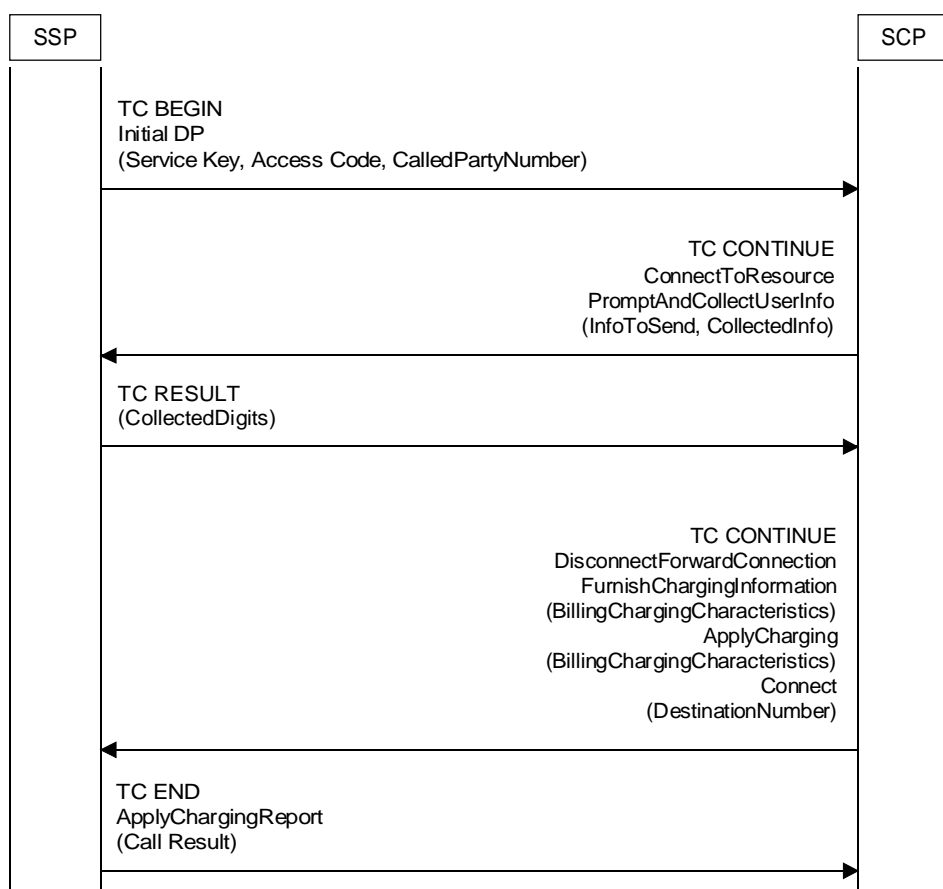 SSP
SCP
TC BEGIN
Initial DP
(Service Key, Access Code, CalledPartyNumber)
TC CONTINUE
ConnectToResource
PromptAndCollectUserInfo
(InfoToSend, CollectedInfo)
TC RESULT
(CollectedDigits)
TC CONTINUE
DisconnectForwardConnection
FurnishChargingInformation
(BillingChargingCharacteristics)
ApplyCharging
(BillingChargingCharacteristics)
Connect
(DestinationNumber)
TC END
ApplyChargingReport
(Call Result)